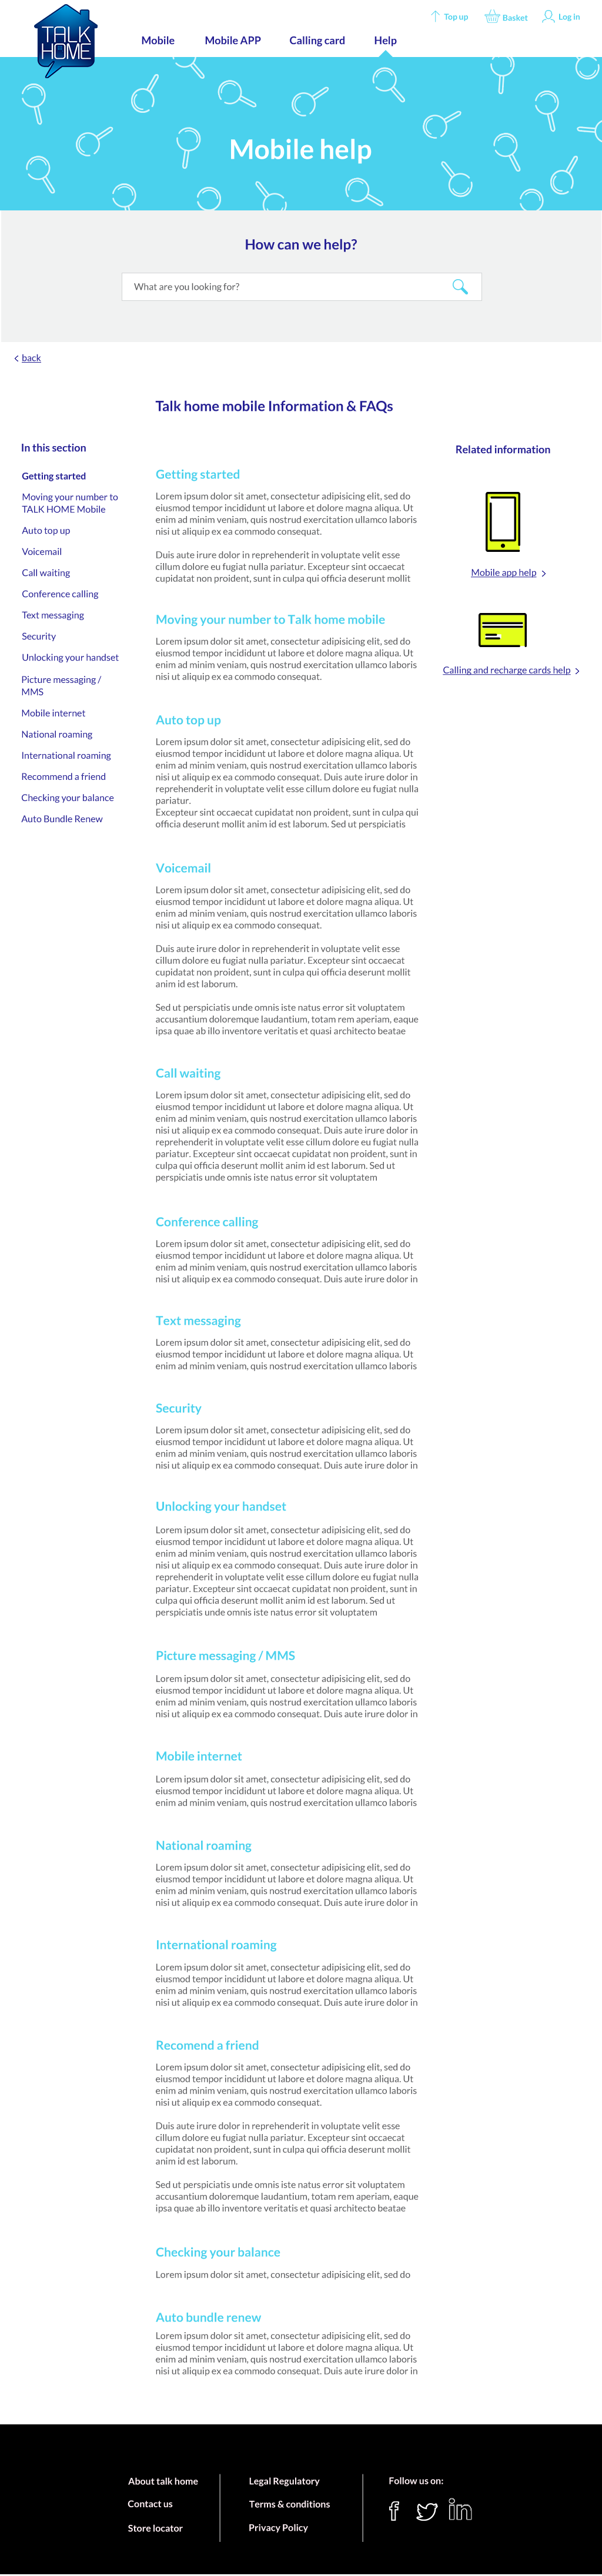 TALK
HOME
Top up
Basket
Log in
Mobile
Mobile APP
Calling card
Help
Mobile help
How can we help?
What are you looking for?
back
Talk home mobile Information & FAQs
In this section
Getting started
Moving your number to
TALK HOME Mobile
Auto top up
Voicemail
Call waiting
Conference calling
Text messaging
Security
Unlocking your handset
Picture messaging /
MMS
Mobile internet
National roaming
International roaming
Recommend a friend
Checking your balance
Auto Bundle Renew
Getting started
Lorem ipsum dolor sit amet, consectetur adipisicing elit, sed do
eiusmod tempor incididunt ut labore et dolore magna aliqua. Ut
enim ad minim veniam, quis nostrud exercitation ullamco laboris
nisi ut aliquip ex ea commodo consequat.
Duis aute irure dolor in reprehenderit in voluptate velit esse
cillum dolore eu fugiat nulla pariatur. Excepteur sint occaecat
cupidatat non proident, sunt in culpa qui officia deserunt mollit
Moving your number to Talk home mobile
Lorem ipsum dolor sit amet, consectetur adipisicing elit, sed do
eiusmod tempor incididunt ut labore et dolore magna aliqua. Ut
enim ad minim veniam, quis nostrud exercitation ullamco laboris
nisi ut aliquip ex ea commodo consequat.
Auto top up
Lorem ipsum dolor sit amet, consectetur adipisicing elit, sed do
eiusmod tempor incididunt ut labore et dolore magna aliqua. Ut
enim ad minim veniam, quis nostrud exercitation ullamco laboris
nisi ut aliquip ex ea commodo consequat. Duis aute irure dolor in
reprehenderit in voluptate velit esse cillum dolore eu fugiat nulla
pariatur.
Excepteur sint occaecat cupidatat non proident, sunt in culpa qui
officia deserunt mollit anim id est laborum. Sed ut perspiciatis
Voicemail
Lorem ipsum dolor sit amet, consectetur adipisicing elit, sed do
eiusmod tempor incididunt ut labore et dolore magna aliqua. Ut
enim ad minim veniam, quis nostrud exercitation ullamco laboris
nisi ut aliquip ex ea commodo consequat.
Duis aute irure dolor in reprehenderit in voluptate velit esse
cillum dolore eu fugiat nulla pariatur. Excepteur sint occaecat
cupidatat non proident, sunt in culpa qui officia deserunt mollit
anim id est laborum.
Sed ut perspiciatis unde omnis iste natus error sit voluptatem
accusantium doloremque laudantium, totam rem aperiam, eaque
ipsa quae ab illo inventore veritatis et quasi architecto beatae
Call waiting
Lorem ipsum dolor sit amet, consectetur adipisicing elit, sed do
eiusmod tempor incididunt ut labore et dolore magna aliqua. Ut
enim ad minim veniam, quis nostrud exercitation ullamco laboris
nisi ut aliquip ex ea commodo consequat. Duis aute irure dolor in
reprehenderit in voluptate velit esse cillum dolore eu fugiat nulla
pariatur. Excepteur sint occaecat cupidatat non proident, sunt in
culpa qui officia deserunt mollit anim id est laborum. Sed ut
perspiciatis unde omnis iste natus error sit voluptatem
Conference calling
Lorem ipsum dolor sit amet, consectetur adipisicing elit, sed do
eiusmod tempor incididunt ut labore et dolore magna aliqua. Ut
enim ad minim veniam, quis nostrud exercitation ullamco laboris
nisi ut aliquip ex ea commodo consequat. Duis aute irure dolor in
Text messaging
Lorem ipsum dolor sit amet, consectetur adipisicing elit, sed do
eiusmod tempor incididunt ut labore et dolore magna aliqua. Ut
enim ad minim veniam, quis nostrud exercitation ullamco laboris
Security
Lorem ipsum dolor sit amet, consectetur adipisicing elit, sed do
eiusmod tempor incididunt ut labore et dolore magna aliqua. Ut
enim ad minim veniam, quis nostrud exercitation ullamco laboris
nisi ut aliquip ex ea commodo consequat. Duis aute irure dolor in
Unlocking your handset
Lorem ipsum dolor sit amet, consectetur adipisicing elit, sed do
eiusmod tempor incididunt ut labore et dolore magna aliqua. Ut
enim ad minim veniam, quis nostrud exercitation ullamco laboris
nisi ut aliquip ex ea commodo consequat. Duis aute irure dolor in
reprehenderit in voluptate velit esse cillum dolore eu fugiat nulla
pariatur. Excepteur sint occaecat cupidatat non proident, sunt in
culpa qui officia deserunt mollit anim id est laborum. Sed ut
perspiciatis unde omnis iste natus error sit voluptatem
Picture messaging / MMS
Lorem ipsum dolor sit amet, consectetur adipisicing elit, sed do
eiusmod tempor incididunt ut labore et dolore magna aliqua. Ut
enim ad minim veniam, quis nostrud exercitation ullamco laboris
nisi ut aliquip ex ea commodo consequat. Duis aute irure dolor in
Mobile internet
Lorem ipsum dolor sit amet, consectetur adipisicing elit, sed do
eiusmod tempor incididunt ut labore et dolore magna aliqua. Ut
enim ad minim veniam, quis nostrud exercitation ullamco laboris
National roaming
Lorem ipsum dolor sit amet, consectetur adipisicing elit, sed do
eiusmod tempor incididunt ut labore et dolore magna aliqua. Ut
enim ad minim veniam, quis nostrud exercitation ullamco laboris
nisi ut aliquip ex ea commodo consequat. Duis aute irure dolor in
International roaming
Lorem ipsum dolor sit amet, consectetur adipisicing elit, sed do
eiusmod tempor incididunt ut labore et dolore magna aliqua. Ut
enim ad minim veniam, quis nostrud exercitation ullamco laboris
nisi ut aliquip ex ea commodo consequat. Duis aute irure dolor in
Recomend a friend
Lorem ipsum dolor sit amet, consectetur adipisicing elit, sed do
eiusmod tempor incididunt ut labore et dolore magna aliqua. Ut
enim ad minim veniam, quis nostrud exercitation ullamco laboris
nisi ut aliquip ex ea commodo consequat.
Duis aute irure dolor in reprehenderit in voluptate velit esse
cillum dolore eu fugiat nulla pariatur. Excepteur sint occaecat
cupidatat non proident, sunt in culpa qui officia deserunt mollit
anim id est laborum.
Sed ut perspiciatis unde omnis iste natus error sit voluptatem
accusantium doloremque laudantium, totam rem aperiam, eaque
ipsa quae ab illo inventore veritatis et quasi architecto beatae
Checking your balance
Lorem ipsum dolor sit amet, consectetur adipisicing elit, sed do
Auto bundle renew
Lorem ipsum dolor sit amet, consectetur adipisicing elit, sed do
eiusmod tempor incididunt ut labore et dolore magna aliqua. Ut
enim ad minim veniam, quis nostrud exercitation ullamco laboris
nisi ut aliquip ex ea commodo consequat. Duis aute irure dolor in
Related information
Mobile app help
Calling and recharge cards help
About talk home
Contact us
Store locator
Legal Regulatory
Terms & conditions
Privacy Policy
Follow us on:
f
in